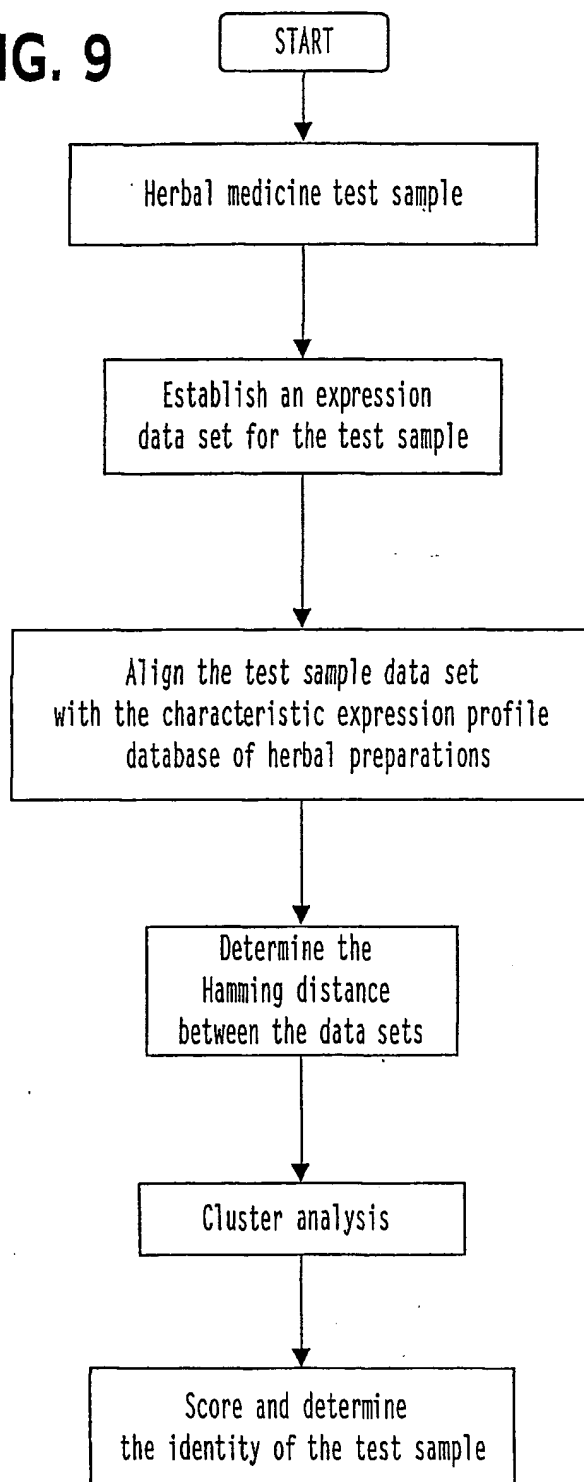 IG. 9
START
Herbal medicine test sample
Establish an expression
data set for the test sample
Align the test sample data set
with the characteristic expression profile
database of herbal preparations
Determine the
Hamming distance
between the data sets
Cluster analysis
Score and determine
the identity of the test sample